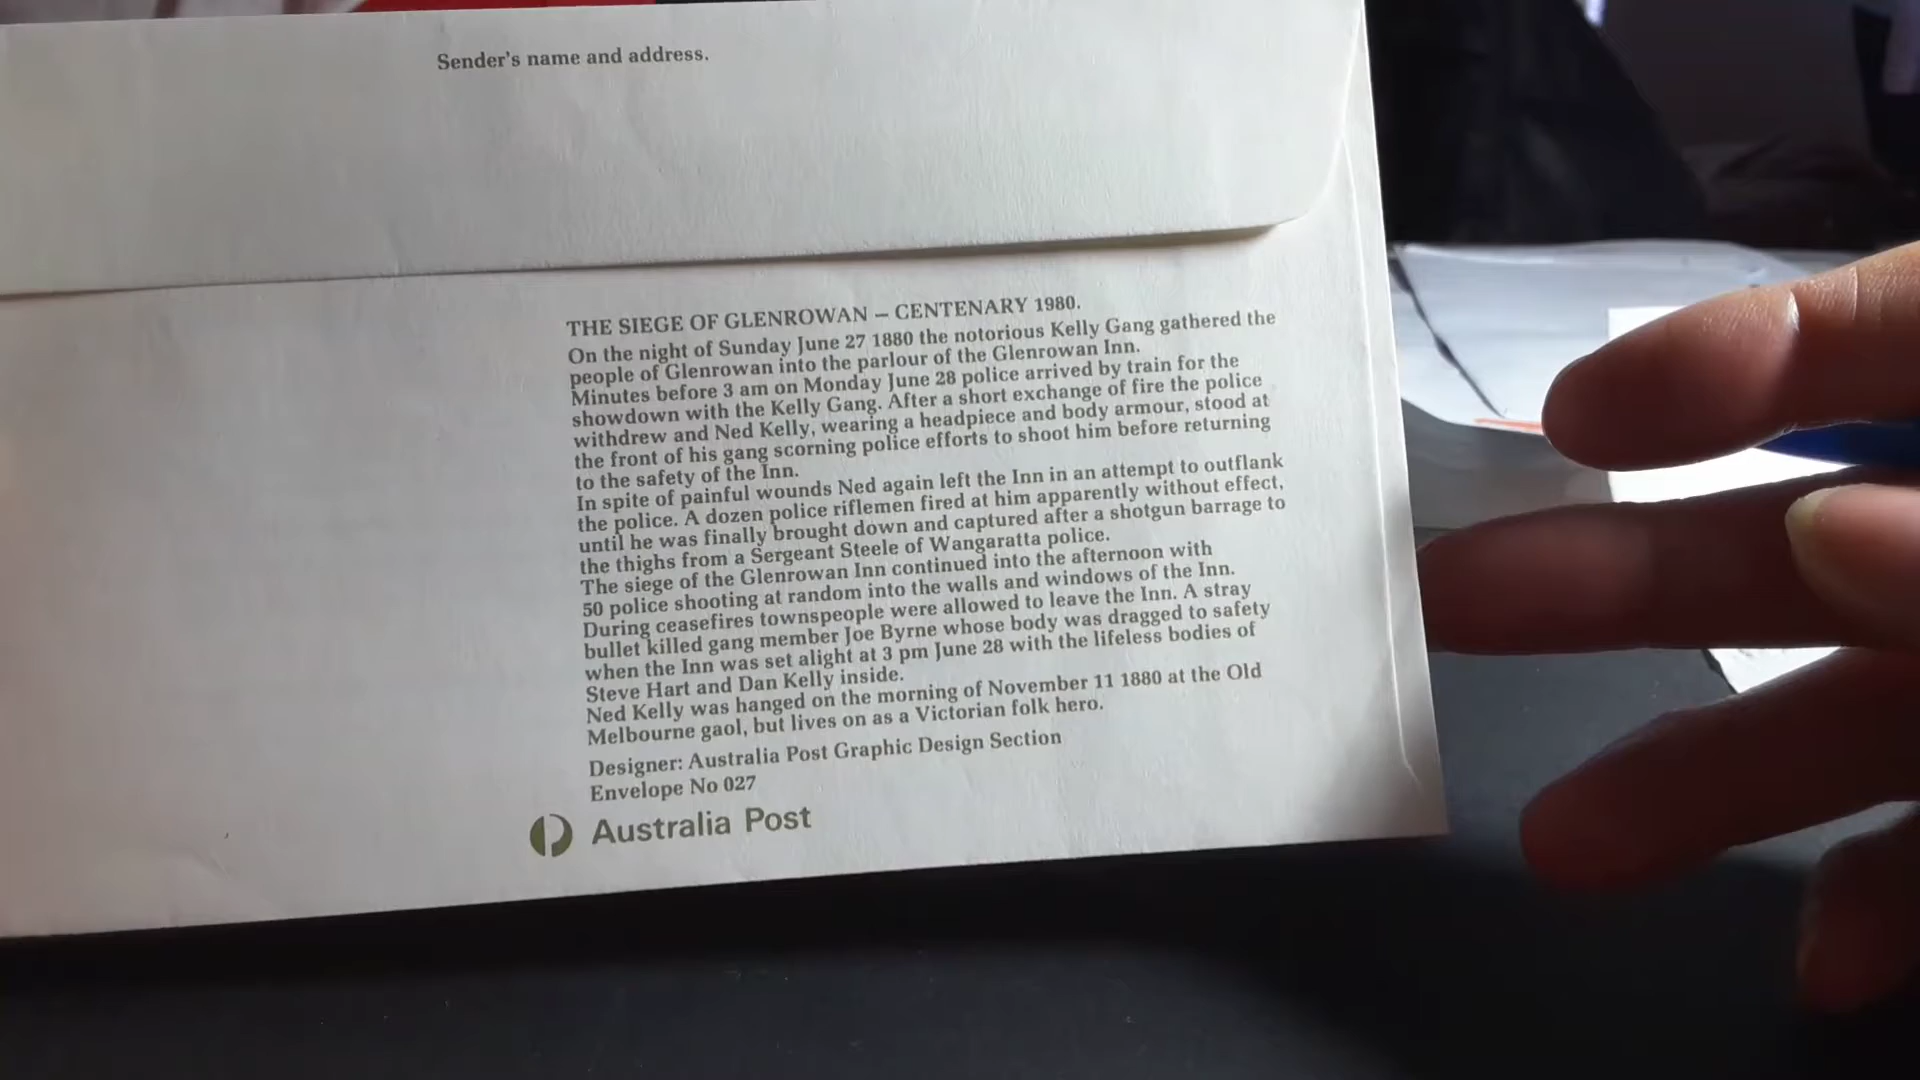 Sender's name and address.
THE SIEGE OF GLENROWAN – CENTENARY 1980.
On the night of Sunday June 27 1880 the notorious Kelly Gang gathered the
people of Glenrowan into the parlour of the Glenrowan Inn.
Minutes before 3 am on Monday June 28 police arrived by train for the
showdown with the Kelly Gang. After a short exchange of fire the police
withdrew and Ned Kelly, wearing a headpiece and body armour, stood at
the front of his gang scorning police efforts to shoot him before returning
to the safety of the Inn.
In spite of painful wounds Ned again left the Inn in an attempt to outflank
the police. A dozen police riflemen fired at him apparently without effect,
until he was finally brought down and captured after a shotgun barrage to
the thighs from a Sergeant Steele of Wangaratta police.
The siege of the Glenrowan Inn continued into the afternoon with
50 police shooting at random into the walls and windows of the Inn.
During ceasefires townspeople were allowed to leave the Inn. A stray
bullet killed gang member Joe Byrne whose body was dragged to safety
when the Inn was set alight at 3 pm June 28 with the lifeless bodies of
Steve Hart and Dan Kelly inside.
Ned Kelly was hanged on the morning of November 11 1880 at the Old
Melbourne gaol, but lives on as a Victorian folk hero.
Designer: Australia Post Graphic Design Section
Envelope No 027
Australia Post